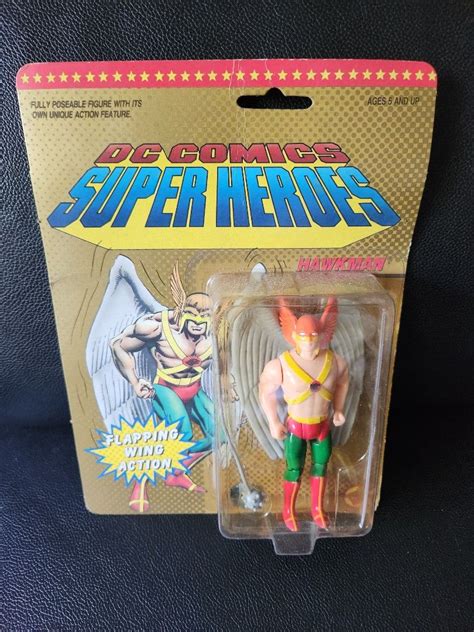 FULLY POSEABLE FIGURE WITH ITS
OWN UNIQUE ACTION FEATURE.
AGES 5 AND UP
DC COMICS
SUPER HEROES
HAWKMAN
FLAPPING
WING
ACTION